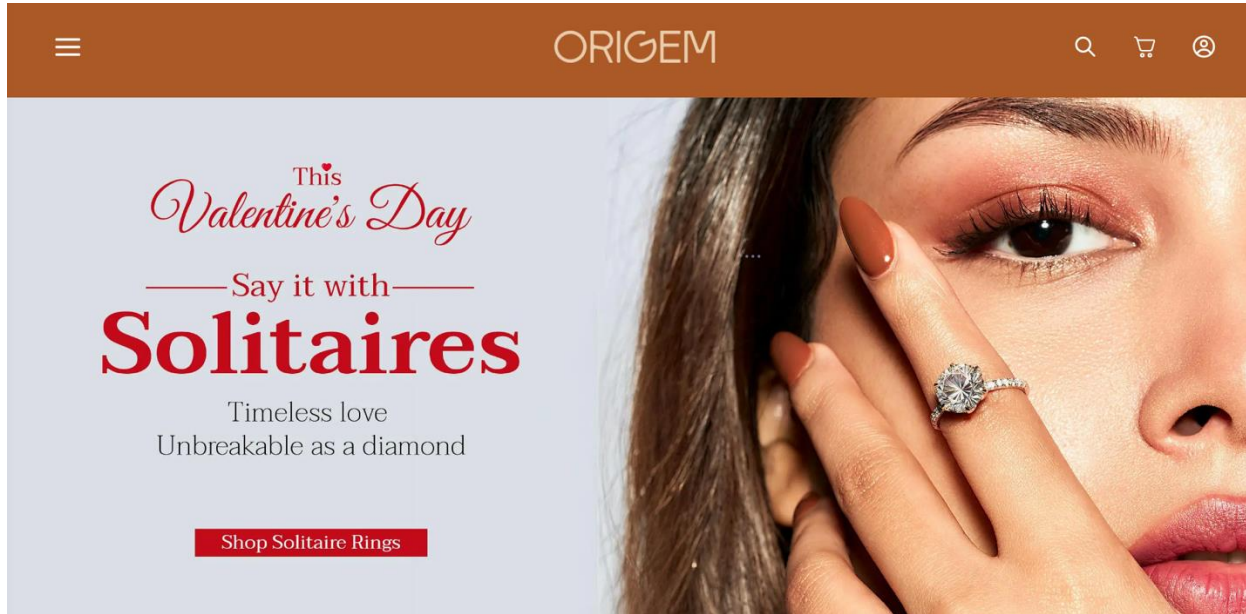 ORIGEM
This
Valentine's Day
Say it with
Solitaires
Timeless love
Unbreakable as a diamond
Shop Solitaire Rings